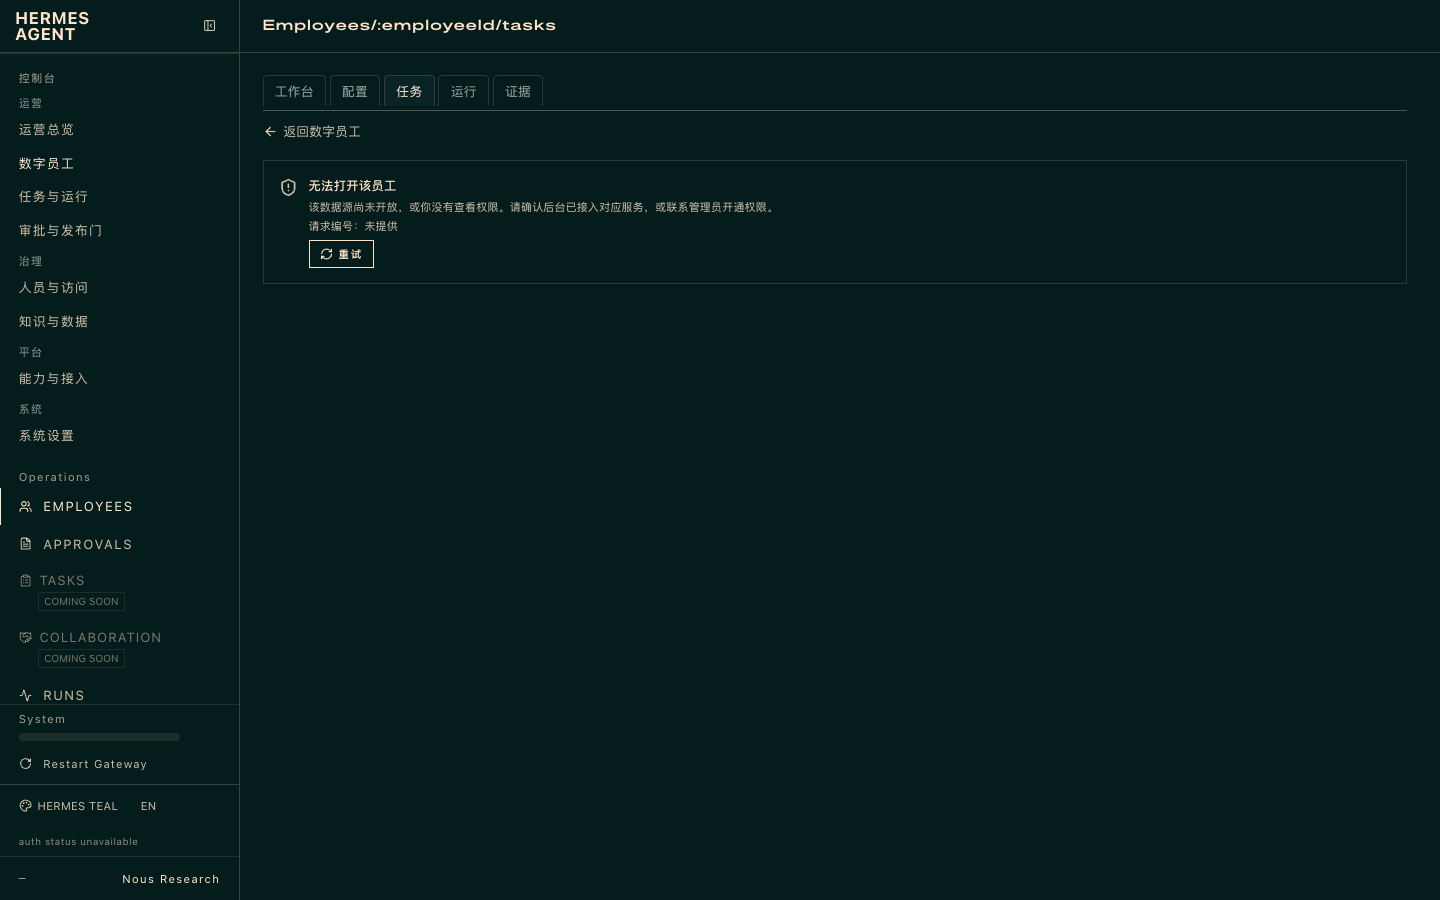 HERMES
AGENT
控制台
运营
运营总览
数字员工
任务与运行
审批与发布门
治理
人员与访问
知识与数据
平台
能力与接入
系统
系统设置
Operations
EMPLOYEES
APPROVALS
TASKS
COMING SOON
COLLABORATION
COMING SOON
RUNS
System
Restart Gateway
HERMES TEAL EN
auth status unavailable
— Nous Research
Employees/:employeeId/tasks
工作台 配置 任务 运行 证据
← 返回数字员工
无法打开该员工
该数据源尚未开放，或你没有查看权限。请确认后台已接入对应服务，或联系管理员开通权限。
请求编号：未提供
重试